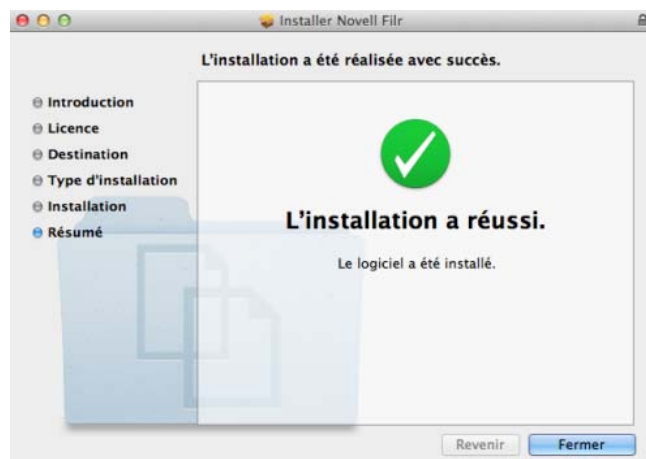 Installer Novell Filr
L'installation a été réalisée avec succès.
Introduction
Licence
Destination
Type d'installation
Installation
Résumé
L'installation a réussi.
Le logiciel a été installé.
Revenir
Fermer